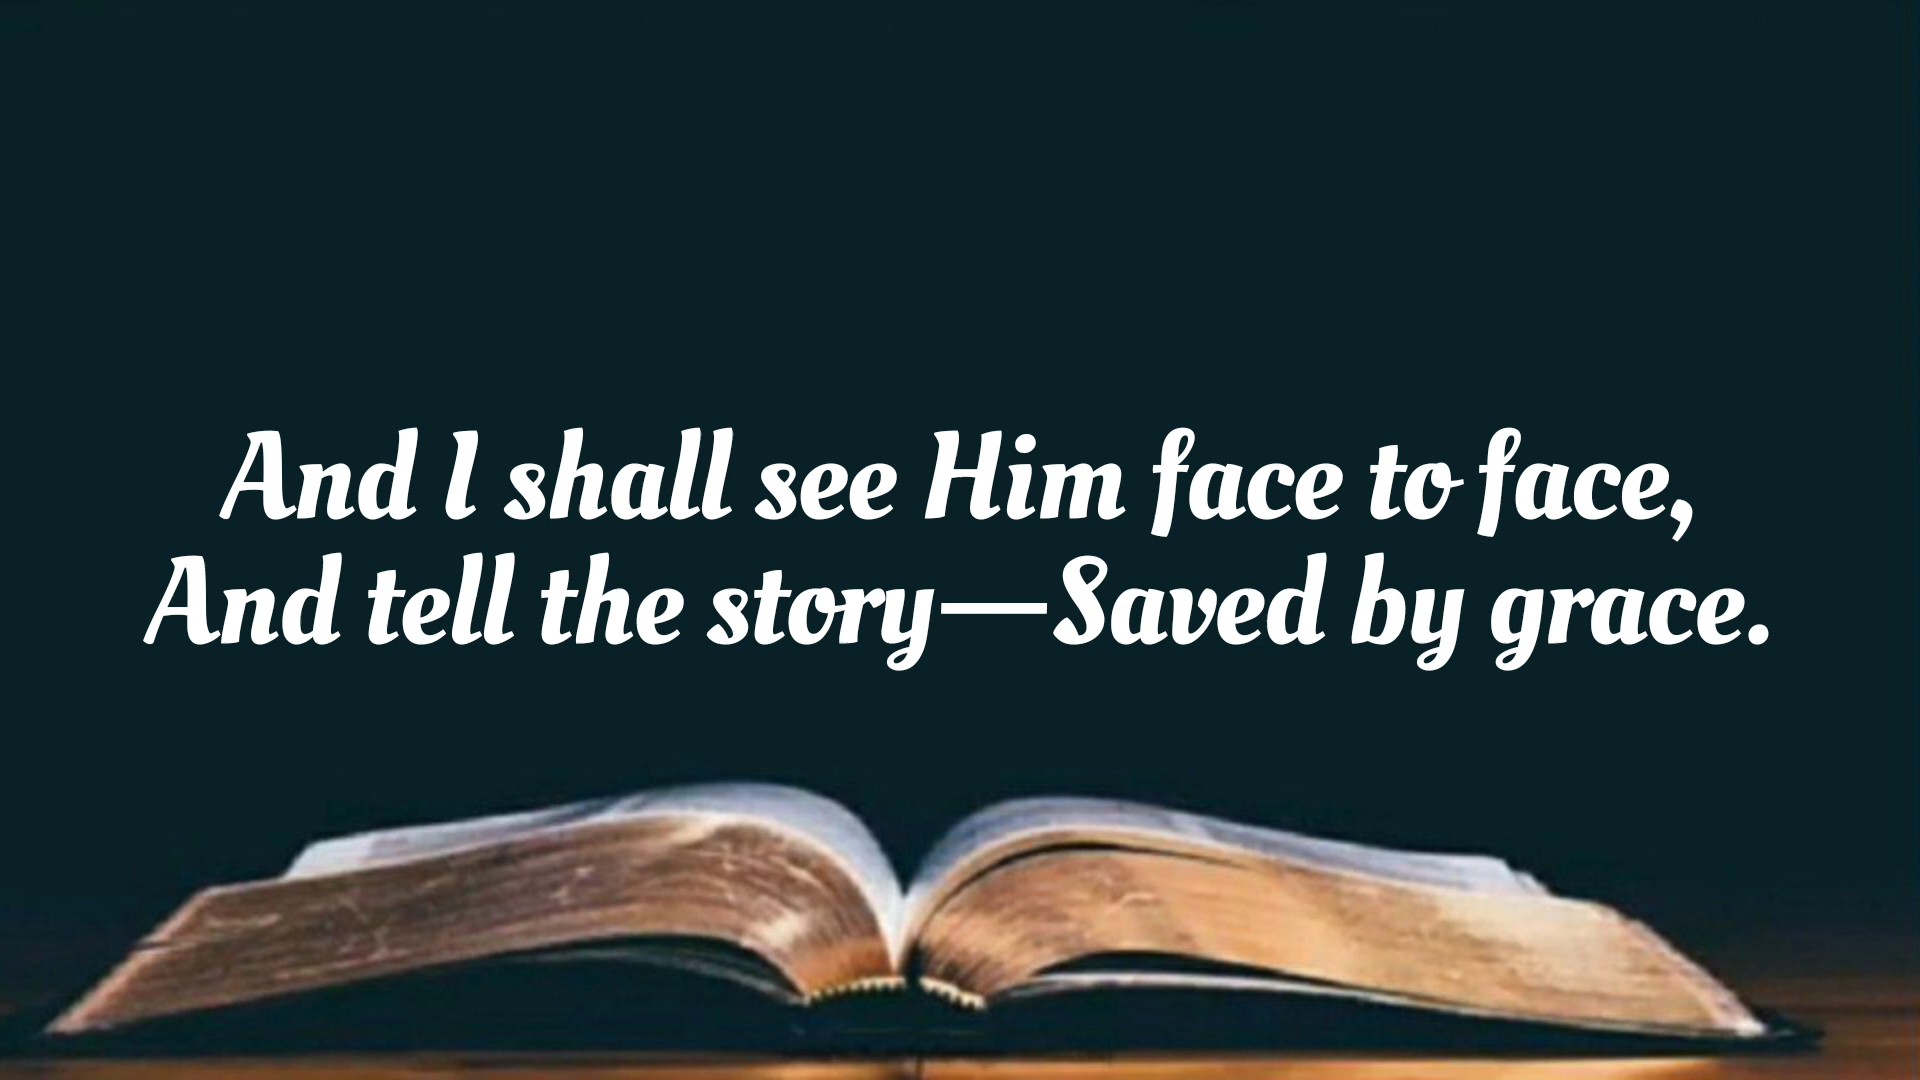 And I shall see Him face to face,
And tell the story—Saved by grace.